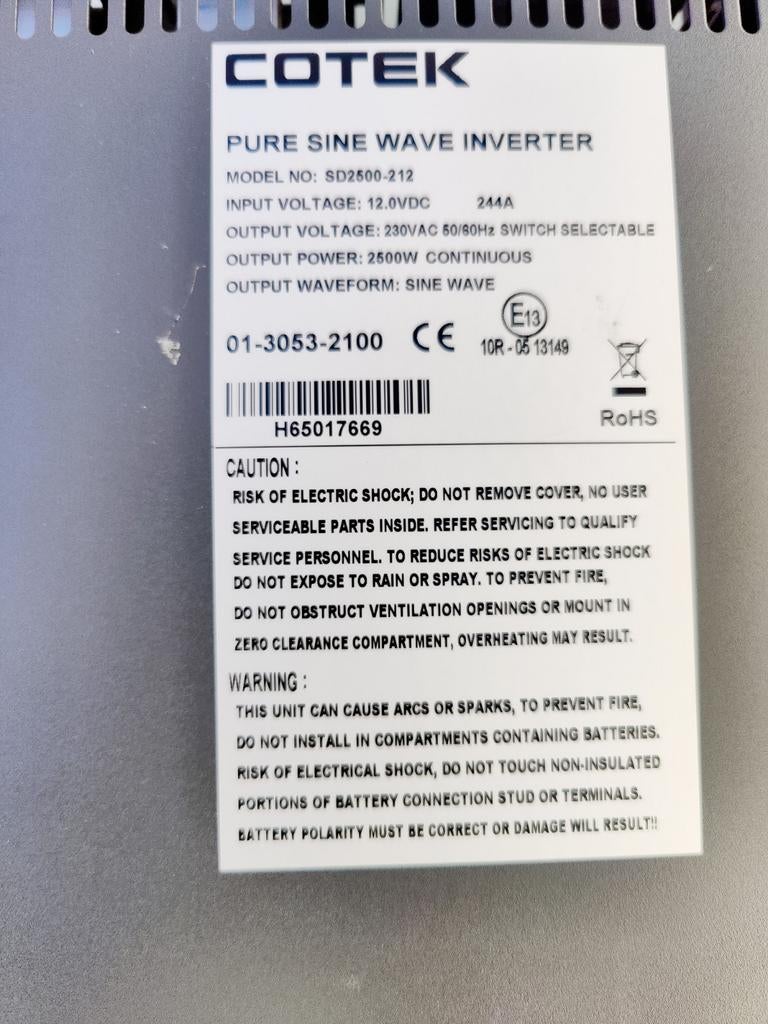 COTEK
PURE SINE WAVE INVERTER
MODEL NO: SD2500-212
INPUT VOLTAGE: 12.0VDC 244A
OUTPUT VOLTAGE: 230VAC 50/60Hz SWITCH SELECTABLE
OUTPUT POWER: 2500W CONTINUOUS
OUTPUT WAVEFORM: SINE WAVE
01-3053-2100 CE E13
10R - 05 13149
H65017669
RoHS
CAUTION :
RISK OF ELECTRIC SHOCK; DO NOT REMOVE COVER, NO USER
SERVICEABLE PARTS INSIDE. REFER SERVICING TO QUALIFY
SERVICE PERSONNEL. TO REDUCE RISKS OF ELECTRIC SHOCK
DO NOT EXPOSE TO RAIN OR SPRAY. TO PREVENT FIRE,
DO NOT OBSTRUCT VENTILATION OPENINGS OR MOUNT IN
ZERO CLEARANCE COMPARTMENT, OVERHEATING MAY RESULT.
WARNING :
THIS UNIT CAN CAUSE ARCS OR SPARKS, TO PREVENT FIRE,
DO NOT INSTALL IN COMPARTMENTS CONTAINING BATTERIES.
RISK OF ELECTRICAL SHOCK, DO NOT TOUCH NON-INSULATED
PORTIONS OF BATTERY CONNECTION STUD OR TERMINALS.
BATTERY POLARITY MUST BE CORRECT OR DAMAGE WILL RESULT!!